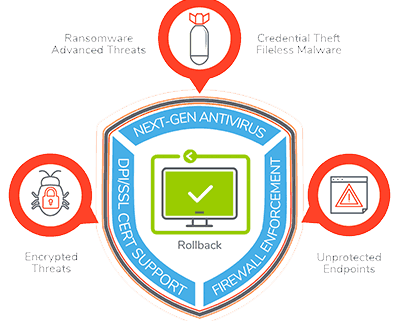 Ransomware
Advanced Threats
Credential Theft
Fileless Malware
NEXT-GEN ANTIVIRUS
DPI/SSL CERT SUPPORT
FIREWALL ENFORCEMENT
Rollback
Encrypted
Threats
Unprotected
Endpoints